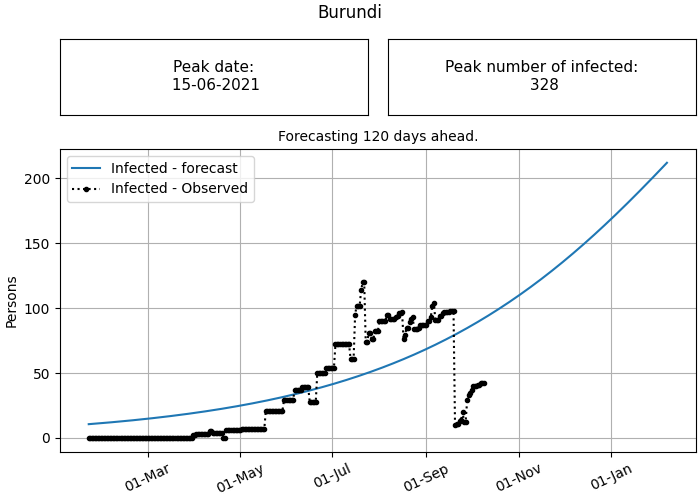 Burundi
Peak date:
15-06-2021
Peak number of infected:
328
Forecasting 120 days ahead.
Infected - forecast
Infected - Observed
Persons
200
150
100
50
0
01-Mar
01-May
01-Jul
01-Sep
01-Nov
01-Jan